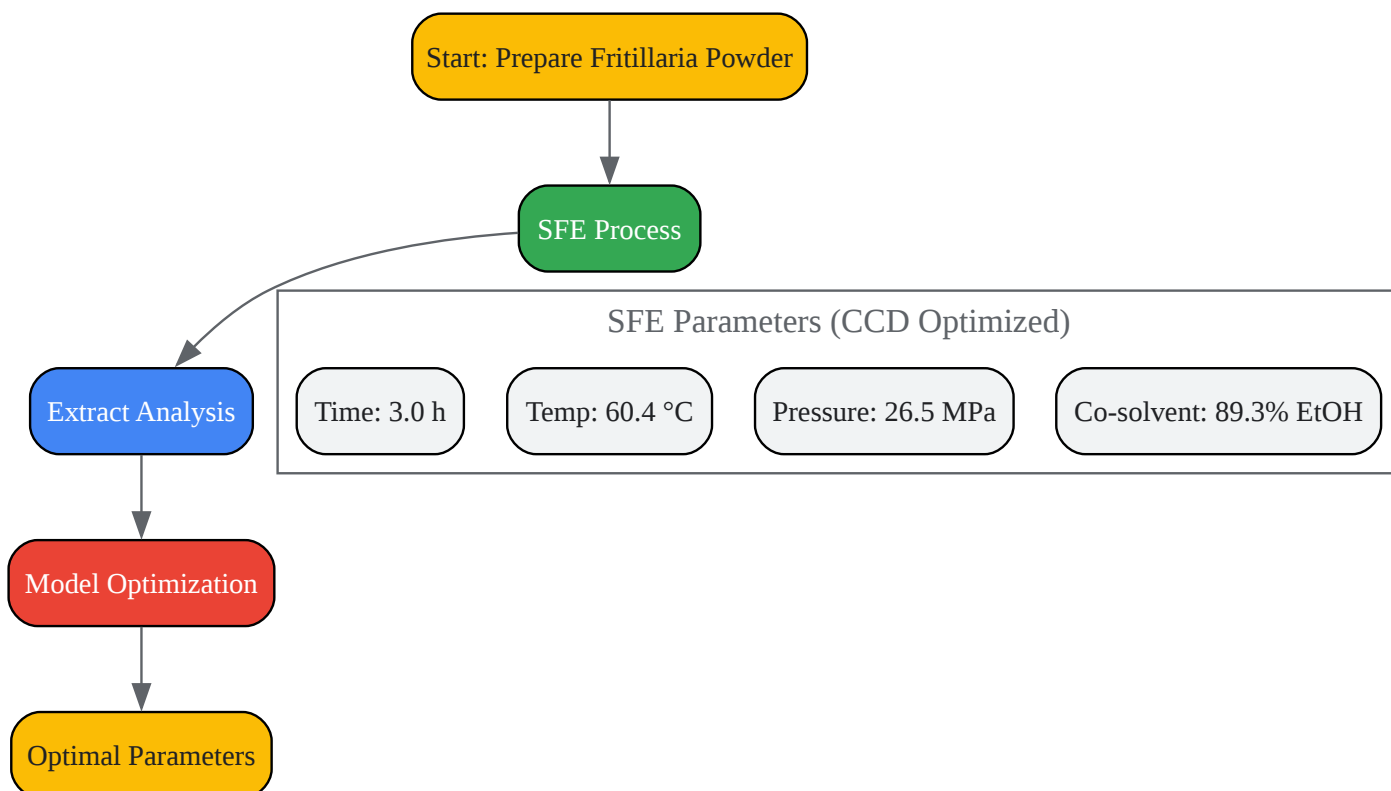 Start: Prepare Fritillaria Powder
SFE Process
SFE Parameters (CCD Optimized)
Extract Analysis
Time: 3.0 h
Temp: 60.4 °C
Pressure: 26.5 MPa
Co-solvent: 89.3% EtOH
Model Optimization
Optimal Parameters